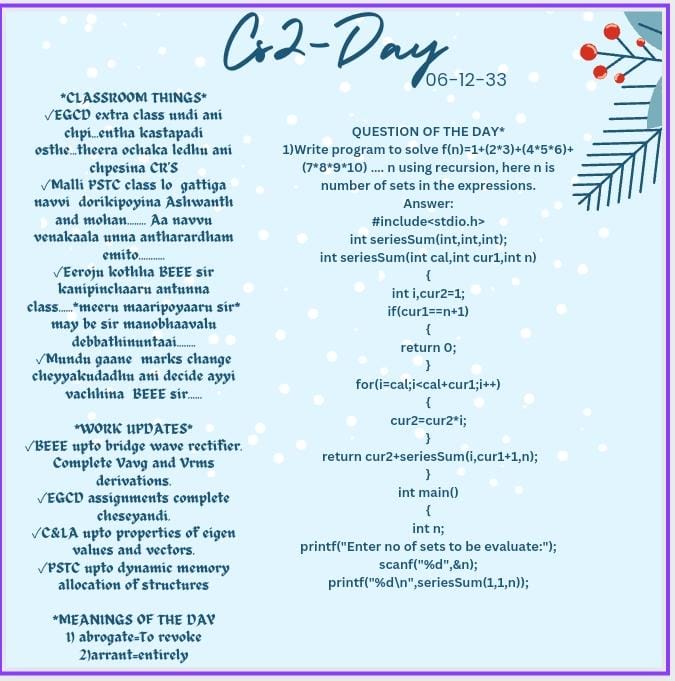 Cs2-Day
06-12-33
*CLASSROOM THINGS*
✓EGCD extra class undi ani
chpi...entha kastapadi
osthe...theera ochaka ledhu ani
chpesina CR'S
✓Malli PSTC class lo gattiga
navvi dorikipoyina Ashwanth
and mohan........ Aa navvu
venakaala unna antharardham
emito...........
✓Eeroju kothha BEEE sir
kanipinchaaru antunna
class......*meeru maaripoyaaru sir*
may be sir manobhaavalu
debbathinuntaai........
✓Mundu gaane marks change
cheyyakudadhu ani decide ayyi
vachhina BEEE sir......
*WORK UPDATES*
✓BEEE upto bridge wave rectifier.
Complete Vavg and Vrms
derivations.
✓EGCD assignments complete
cheseyandi.
✓C&LA upto properties of eigen
values and vectors.
✓PSTC upto dynamic memory
allocation of structures
*MEANINGS OF THE DAY
1) abrogate=To revoke
2)arrant=entirely
QUESTION OF THE DAY*
1)Write program to solve f(n)=1+(2*3)+(4*5*6)+
(7*8*9*10) .... n using recursion, here n is
number of sets in the expressions.
Answer:
#include<stdio.h>
int seriesSum(int,int,int);
int seriesSum(int cal,int cur1,int n)
{
int i,cur2=1;
if(cur1==n+1)
{
return 0;
}
for(i=cal;i<cal+cur1;i++)
{
cur2=cur2*i;
}
return cur2+seriesSum(i,cur1+1,n);
}
int main()
{
int n;
printf("Enter no of sets to be evaluate:");
scanf("%d",&n);
printf("%d\n",seriesSum(1,1,n));